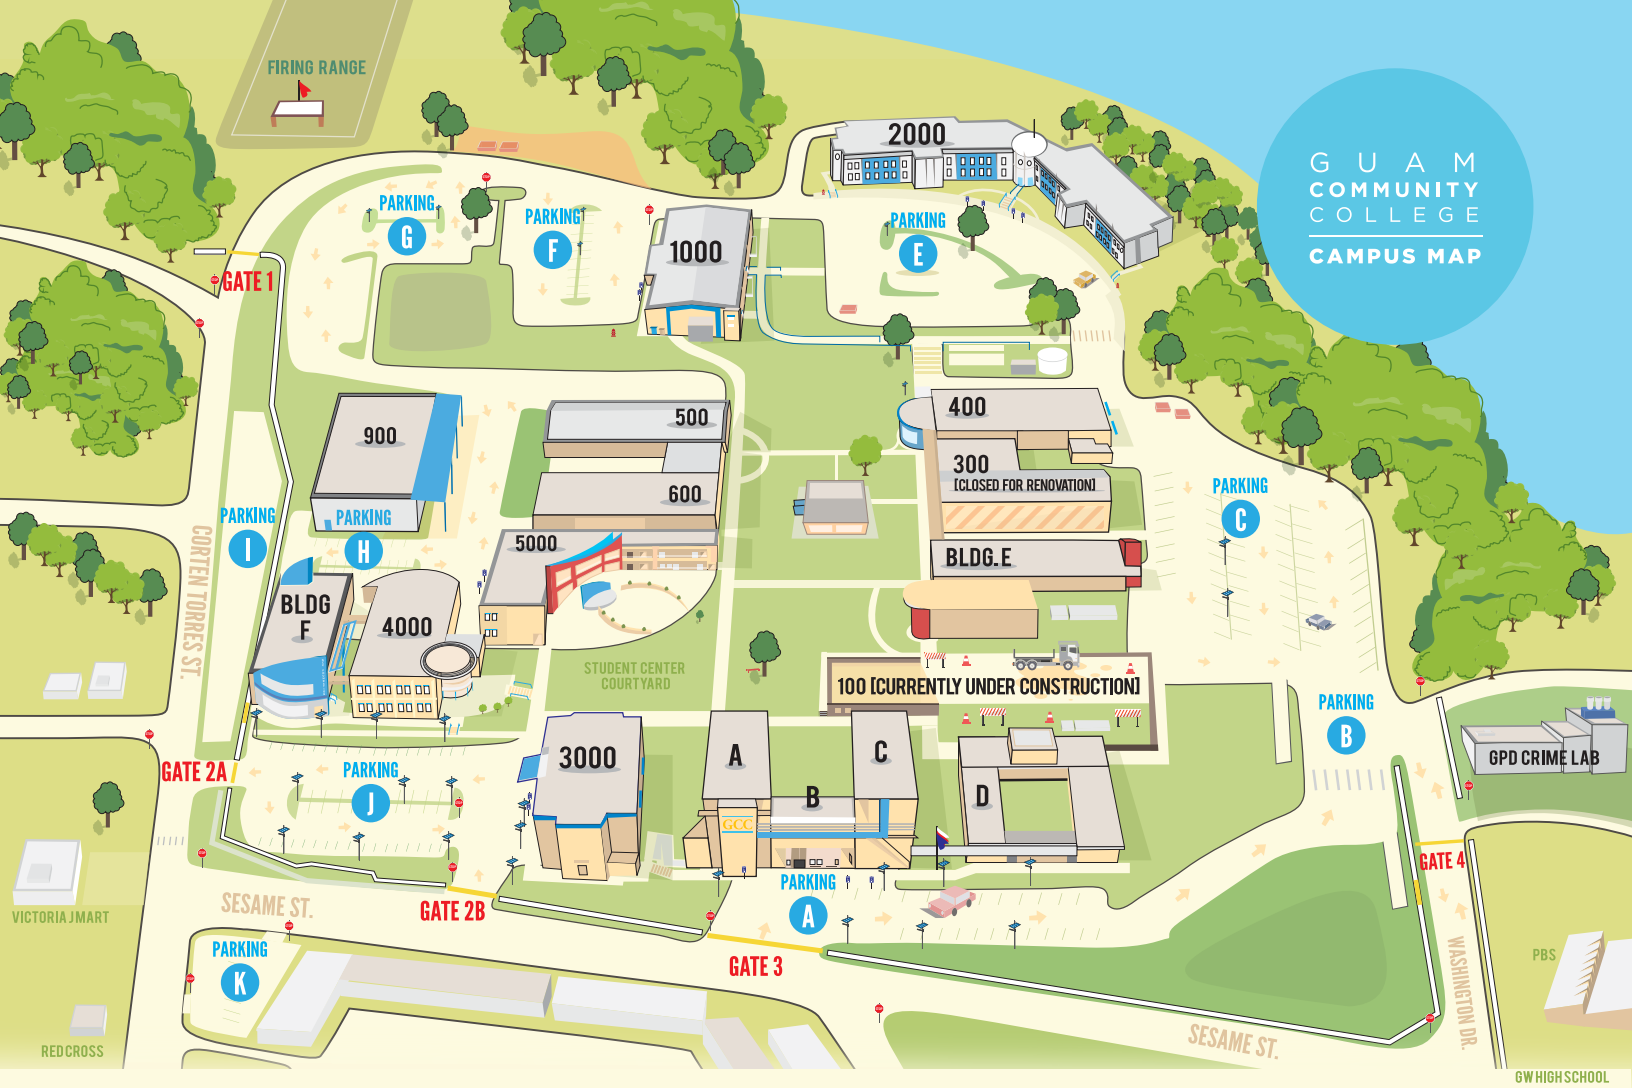 FIRING RANGE
GUAM
COMMUNITY
COLLEGE
CAMPUS MAP
2000
PARKING
G
PARKING
F
1000
PARKING
E
GATE 1
900
500
400
600
300
[CLOSED FOR RENOVATION]
PARKING
C
PARKING
I
PARKING
H
CORTEN TORRES ST.
5000
BLDG. E
BLDG
F
4000
STUDENT CENTER
COURTYARD
100 [CURRENTLY UNDER CONSTRUCTION]
PARKING
B
GPD CRIME LAB
GATE 2A
PARKING
J
3000
A
C
B
D
GCC
GATE 4
PARKING
A
VICTORIA J MART
SESAME ST.
GATE 2B
GATE 3
PARKING
K
WASHINGTON DR.
PBS
SESAME ST.
RED CROSS
GW HIGH SCHOOL